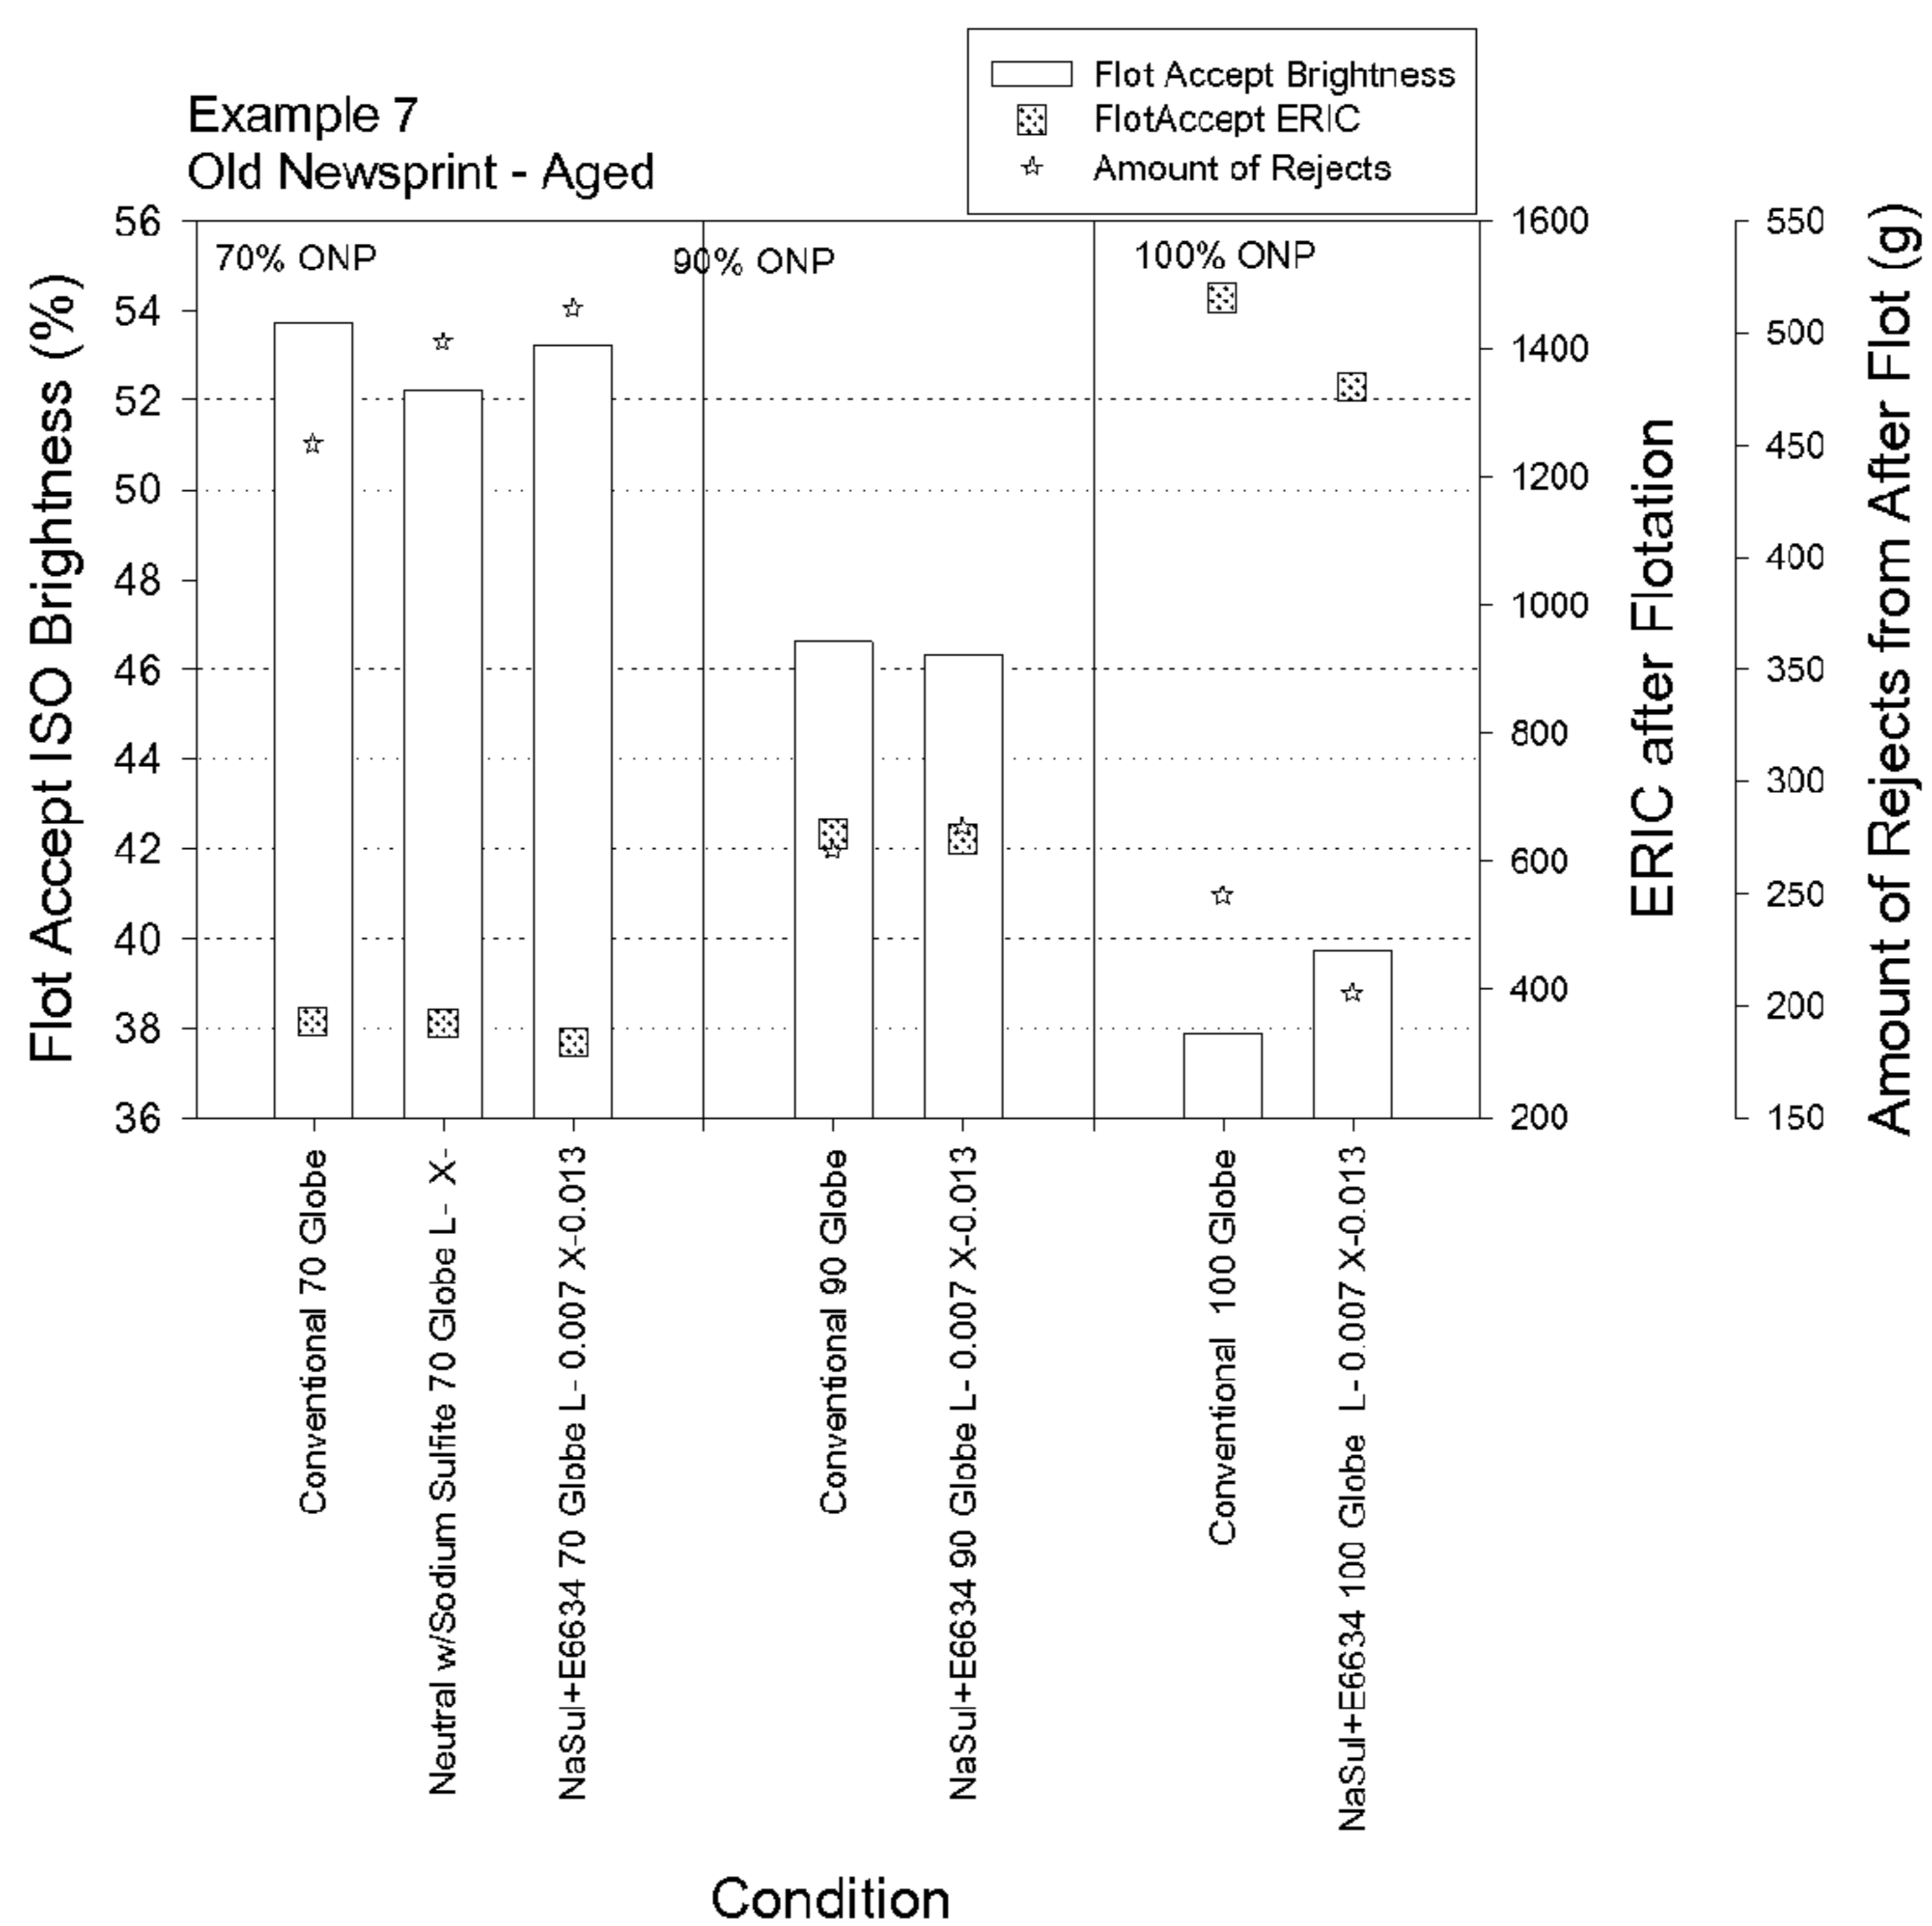 Flot Accept Brightness
FlotAccept ERIC
Amount of Rejects
Example 7
Old Newsprint - Aged
70% ONP
90% ONP
100% ONP
Flot Accept ISO Brightness (%)
56
54
52
50
48
46
44
42
40
38
36
1600
1400
1200
1000
800
600
400
200
ERIC after Flotation
550
500
450
400
350
300
250
200
150
Amount of Rejects from After Flot (g)
Conventional 70 Globe
Neutral w/Sodium Sulfite 70 Globe L- X-
NaSul+E6634 70 Globe L- 0.007 X-0.013
Conventional 90 Globe
NaSul+E6634 90 Globe L- 0.007 X-0.013
Conventional 100 Globe
NaSul+E6634 100 Globe L- 0.007 X-0.013
Condition